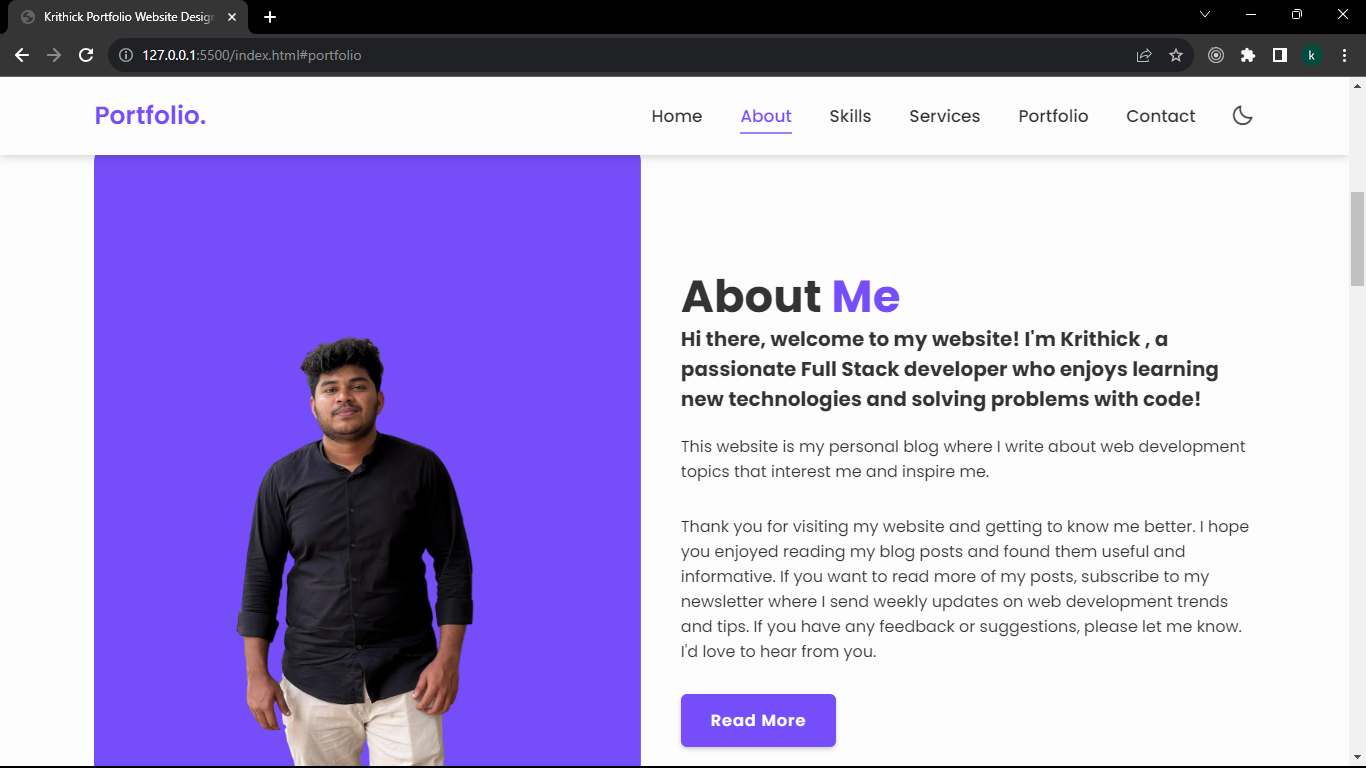 Krithick Portfolio Website Design
127.0.0.1:5500/index.html#portfolio
k
Portfolio.
Home
About
Skills
Services
Portfolio
Contact
About Me
Hi there, welcome to my website! I'm Krithick , a
passionate Full Stack developer who enjoys learning
new technologies and solving problems with code!
This website is my personal blog where I write about web development
topics that interest me and inspire me.
Thank you for visiting my website and getting to know me better. I hope
you enjoyed reading my blog posts and found them useful and
informative. If you want to read more of my posts, subscribe to my
newsletter where I send weekly updates on web development trends
and tips. If you have any feedback or suggestions, please let me know.
I'd love to hear from you.
Read More